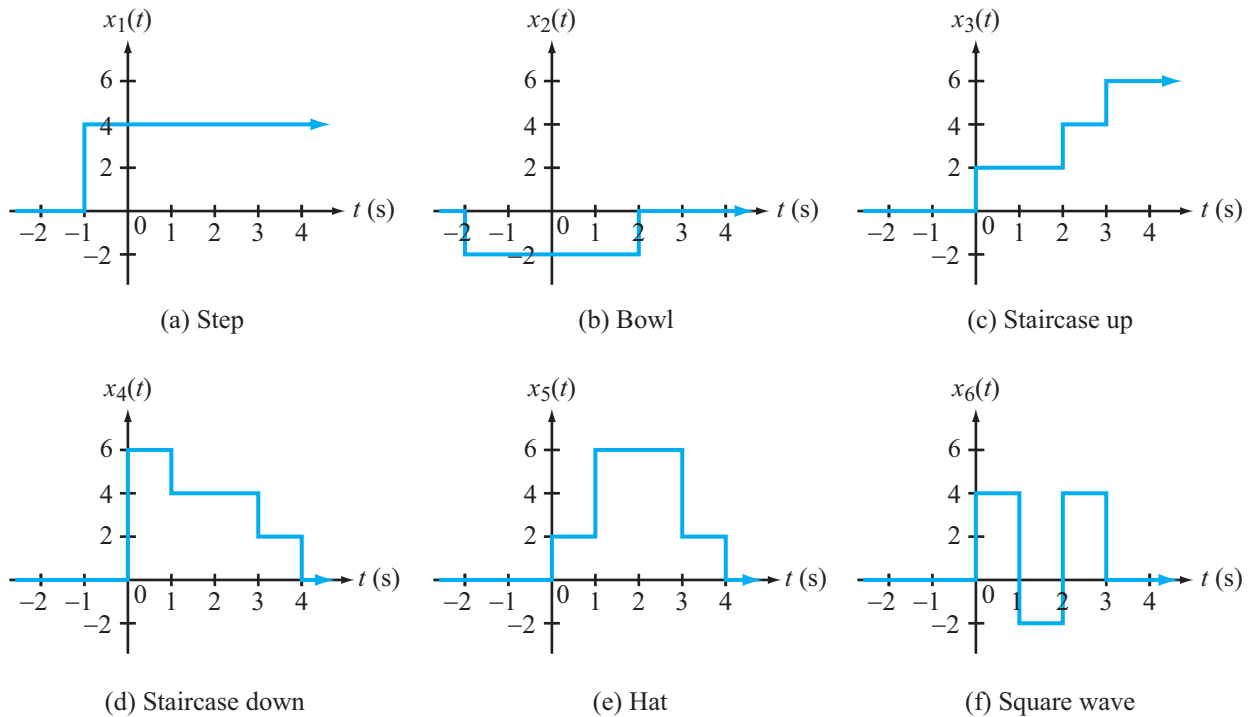 x1(t)
6
4
2
–2
–2 –1 0 1 2 3 4
t (s)
(a) Step
x2(t)
6
4
2
–2
–2 –1 0 1 2 3 4
t (s)
(b) Bowl
x3(t)
6
4
2
–2
–2 –1 0 1 2 3 4
t (s)
(c) Staircase up
x4(t)
6
4
2
–2
–2 –1 0 1 2 3 4
t (s)
(d) Staircase down
x5(t)
6
4
2
–2
–2 –1 0 1 2 3 4
t (s)
(e) Hat
x6(t)
6
4
2
–2
–2 –1 0 1 2 3 4
t (s)
(f) Square wave